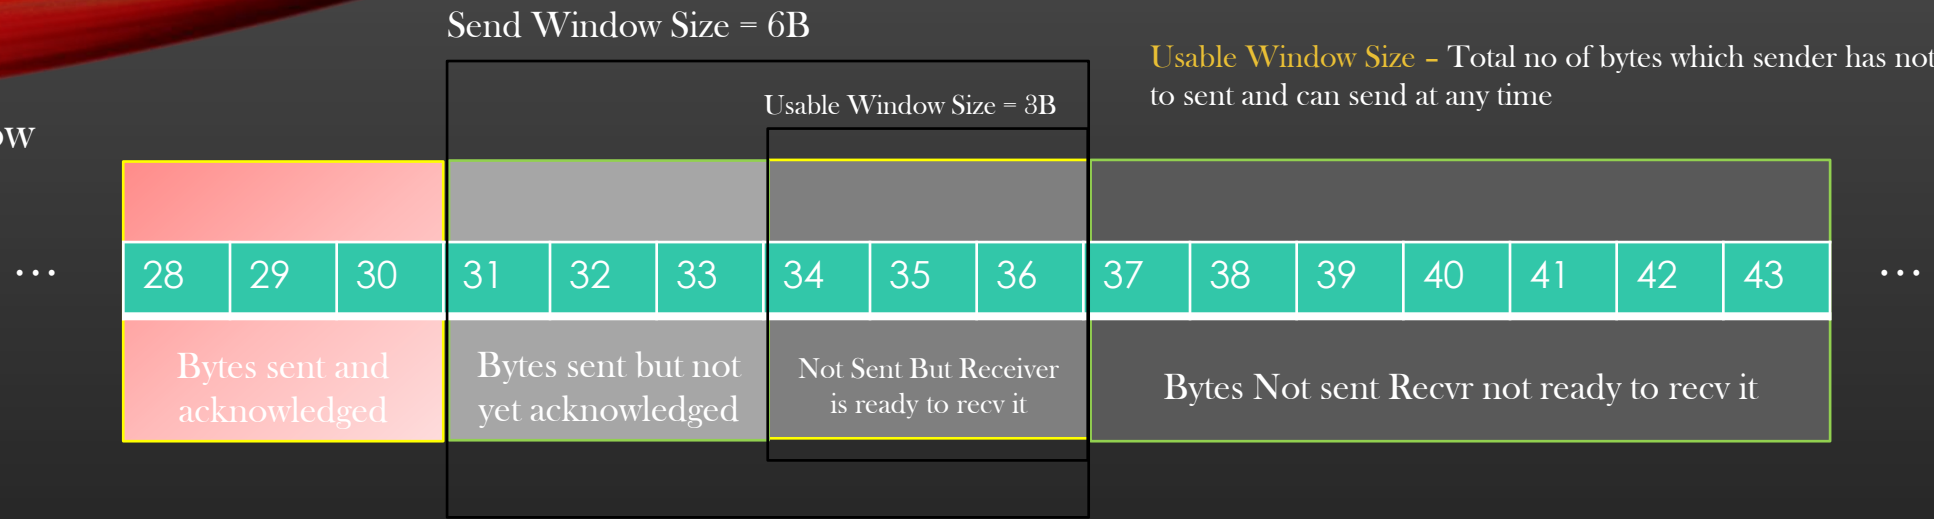 Send Window Size = 6B
Usable Window Size – Total no of bytes which sender has not
to sent and can send at any time
Usable Window Size = 3B
... 28 29 30 31 32 33 34 35 36 37 38 39 40 41 42 43 ...
Bytes sent and
acknowledged
Bytes sent but not
yet acknowledged
Not Sent But Receiver
is ready to recv it
Bytes Not sent Recvr not ready to recv it